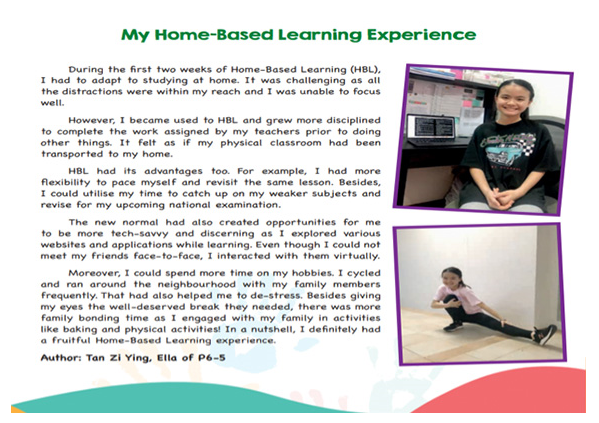 My Home-Based Learning Experience
During the first two weeks of Home-Based Learning (HBL),
I had to adapt to studying at home. It was challenging as all
the distractions were within my reach and I was unable to focus
well.
However, I became used to HBL and grew more disciplined
to complete the work assigned by my teachers prior to doing
other things. It felt as if my physical classroom had been
transported to my home.
HBL had its advantages too. For example, I had more
flexibility to pace myself and revisit the same lesson. Besides,
I could utilise my time to catch up on my weaker subjects and
revise for my upcoming national examination.
The new normal had also created opportunities for me
to be more tech-savvy and discerning as I explored various
websites and applications while learning. Even though I could not
meet my friends face-to-face, I interacted with them virtually.
Moreover, I could spend more time on my hobbies. I cycled
and ran around the neighbourhood with my family members
frequently. That had also helped me to de-stress. Besides giving
my eyes the well-deserved break they needed, there was more
family bonding time as I engaged with my family in activities
like baking and physical activities! In a nutshell, I definitely had
a fruitful Home-Based Learning experience.
Author: Tan Zi Ying, Ella of P6-5